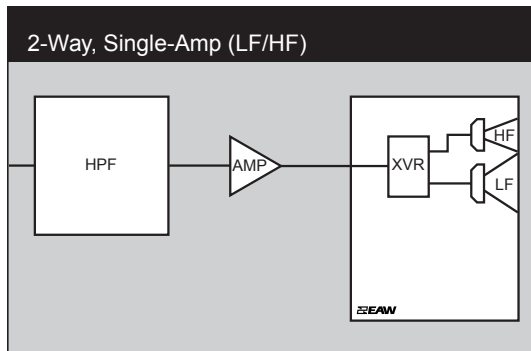 2-Way, Single-Amp (LF/HF)
HPF
AMP
XVR
HF
LF
EAW